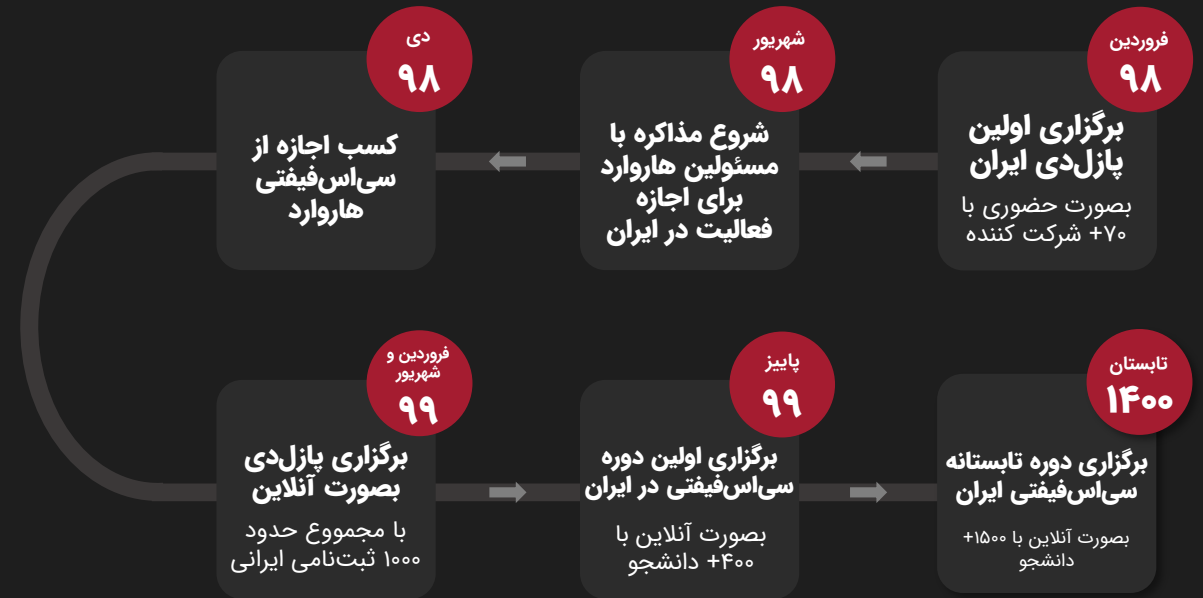 فروردین
۹۸
برگزاری اولین
پازل‌دی ایران
بصورت حضوری با
۷۰+ شرکت کننده
شهریور
۹۸
شروع مذاکره با
مسئولین هاروارد
برای اجازه
فعالیت در ایران
دی
۹۸
کسب اجازه از
سی‌اس‌فیفتی
هاروارد
فروردین و
شهریور
۹۹
برگزاری پازل‌دی
بصورت آنلاین
با مجمووع حدود
۱۰۰۰ ثبت‌نامی ایرانی
پاییز
۹۹
برگزاری اولین دوره
سی‌اس‌فیفتی در ایران
بصورت آنلاین با
۴۰۰+ دانشجو
تابستان
۱۴۰۰
برگزاری دوره تابستانه
سی‌اس‌فیفتی ایران
بصورت آنلاین با ۱۵۰۰+
دانشجو